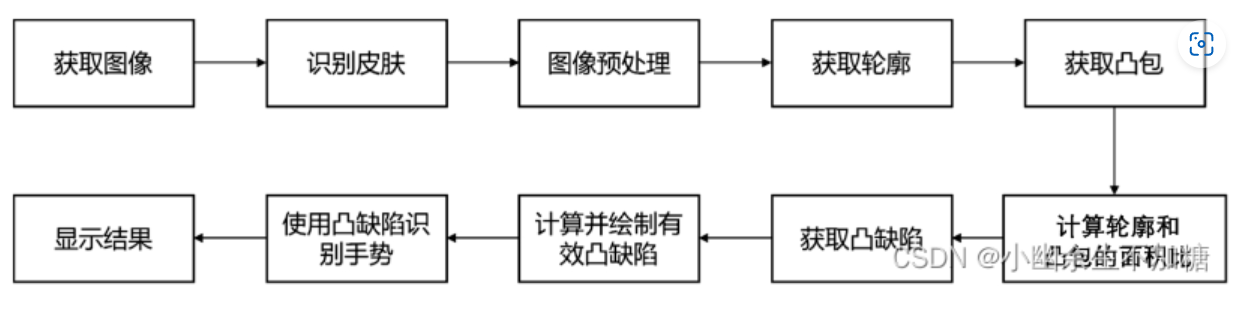 获取图像
识别皮肤
图像预处理
获取轮廓
获取凸包
计算轮廓和
凸包的面积比
获取凸缺陷
计算并绘制有
效凸缺陷
使用凸缺陷识
别手势
显示结果
CSDN @小幽余生不加糖